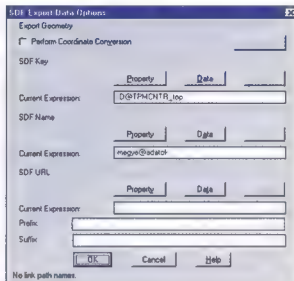 SDF Export Data Options
Export Geometry
Perform Coordinate Conversion
SDF Key
Property Data
Current Expression: .D@TPMCNTR_top
SDF Name
Property Data
Current Expression: megye@adatok
SDF URL
Property Data
Current Expression:
Prefix:
Suffix:
OK Cancel Help
No link path names.